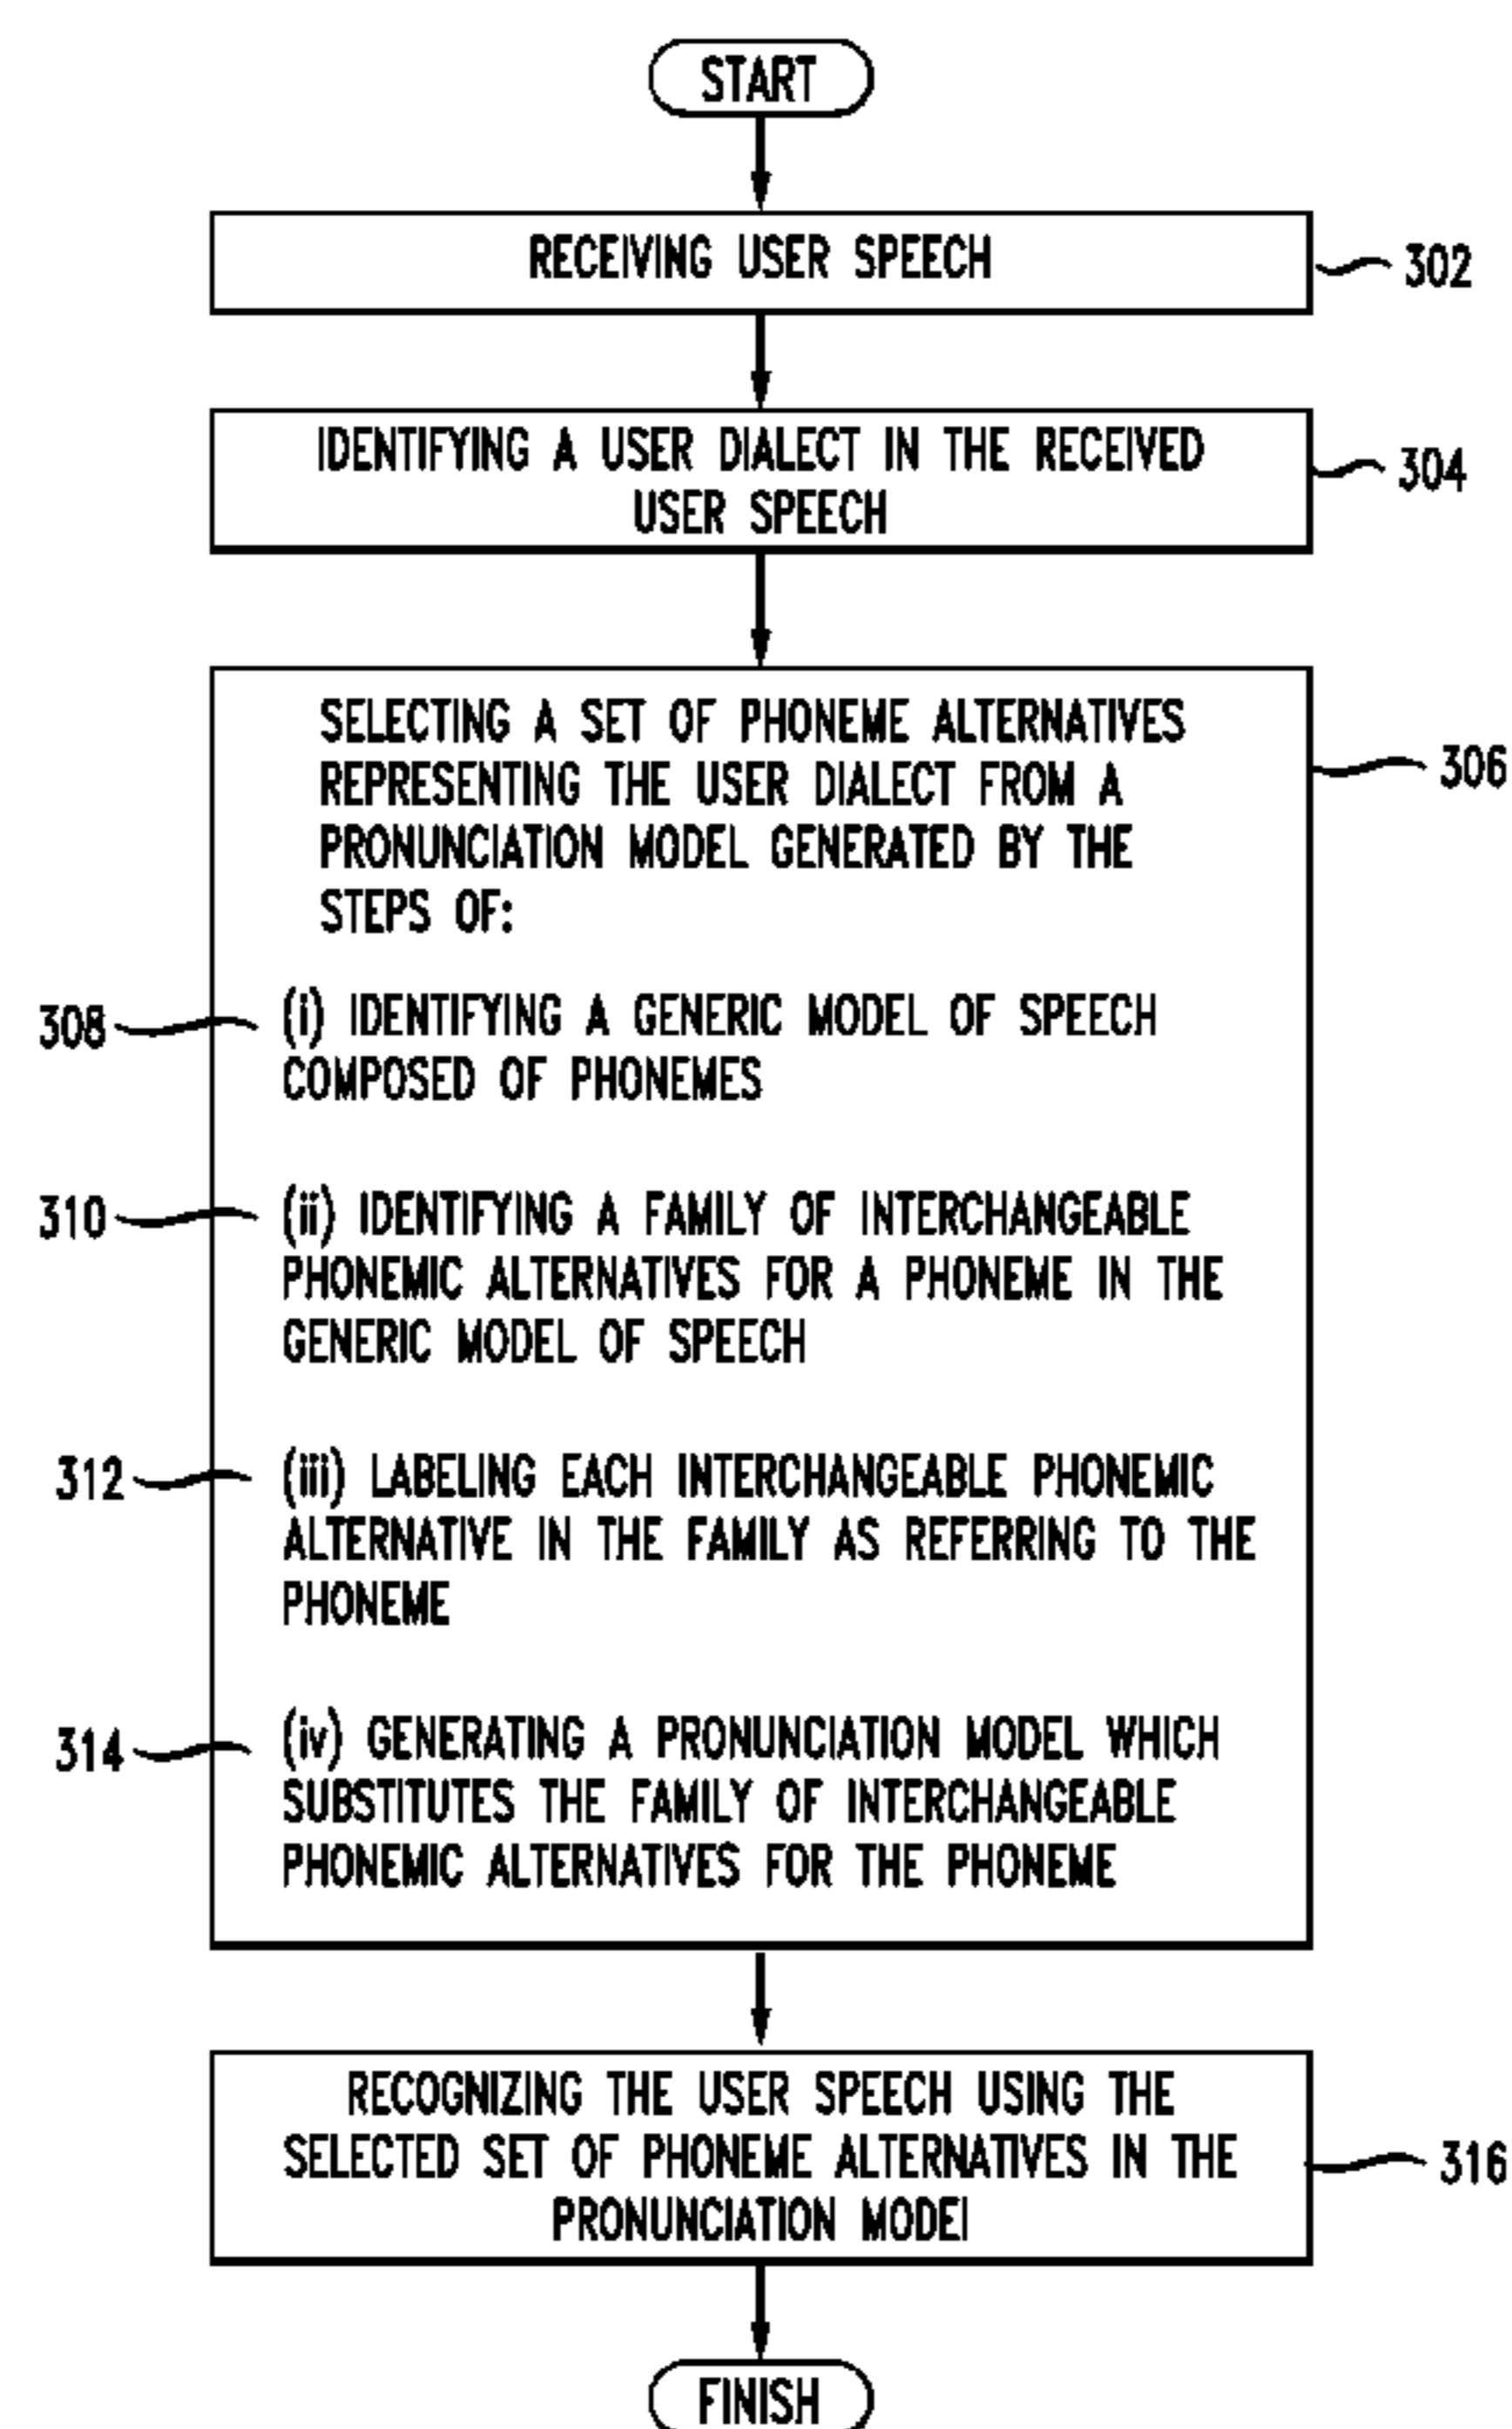 START
RECEIVING USER SPEECH
302
IDENTIFYING A USER DIALECT IN THE RECEIVED
USER SPEECH
304
SELECTING A SET OF PHONEME ALTERNATIVES
REPRESENTING THE USER DIALECT FROM A
PRONUNCIATION MODEL GENERATED BY THE
STEPS OF:
306
308
(i) IDENTIFYING A GENERIC MODEL OF SPEECH
COMPOSED OF PHONEMES
310
(ii) IDENTIFYING A FAMILY OF INTERCHANGEABLE
PHONEMIC ALTERNATIVES FOR A PHONEME IN THE
GENERIC MODEL OF SPEECH
312
(iii) LABELING EACH INTERCHANGEABLE PHONEMIC
ALTERNATIVE IN THE FAMILY AS REFERRING TO THE
PHONEME
314
(iv) GENERATING A PRONUNCIATION MODEL WHICH
SUBSTITUTES THE FAMILY OF INTERCHANGEABLE
PHONEMIC ALTERNATIVES FOR THE PHONEME
RECOGNIZING THE USER SPEECH USING THE
SELECTED SET OF PHONEME ALTERNATIVES IN THE
PRONUNCIATION MODEl
316
FINISH